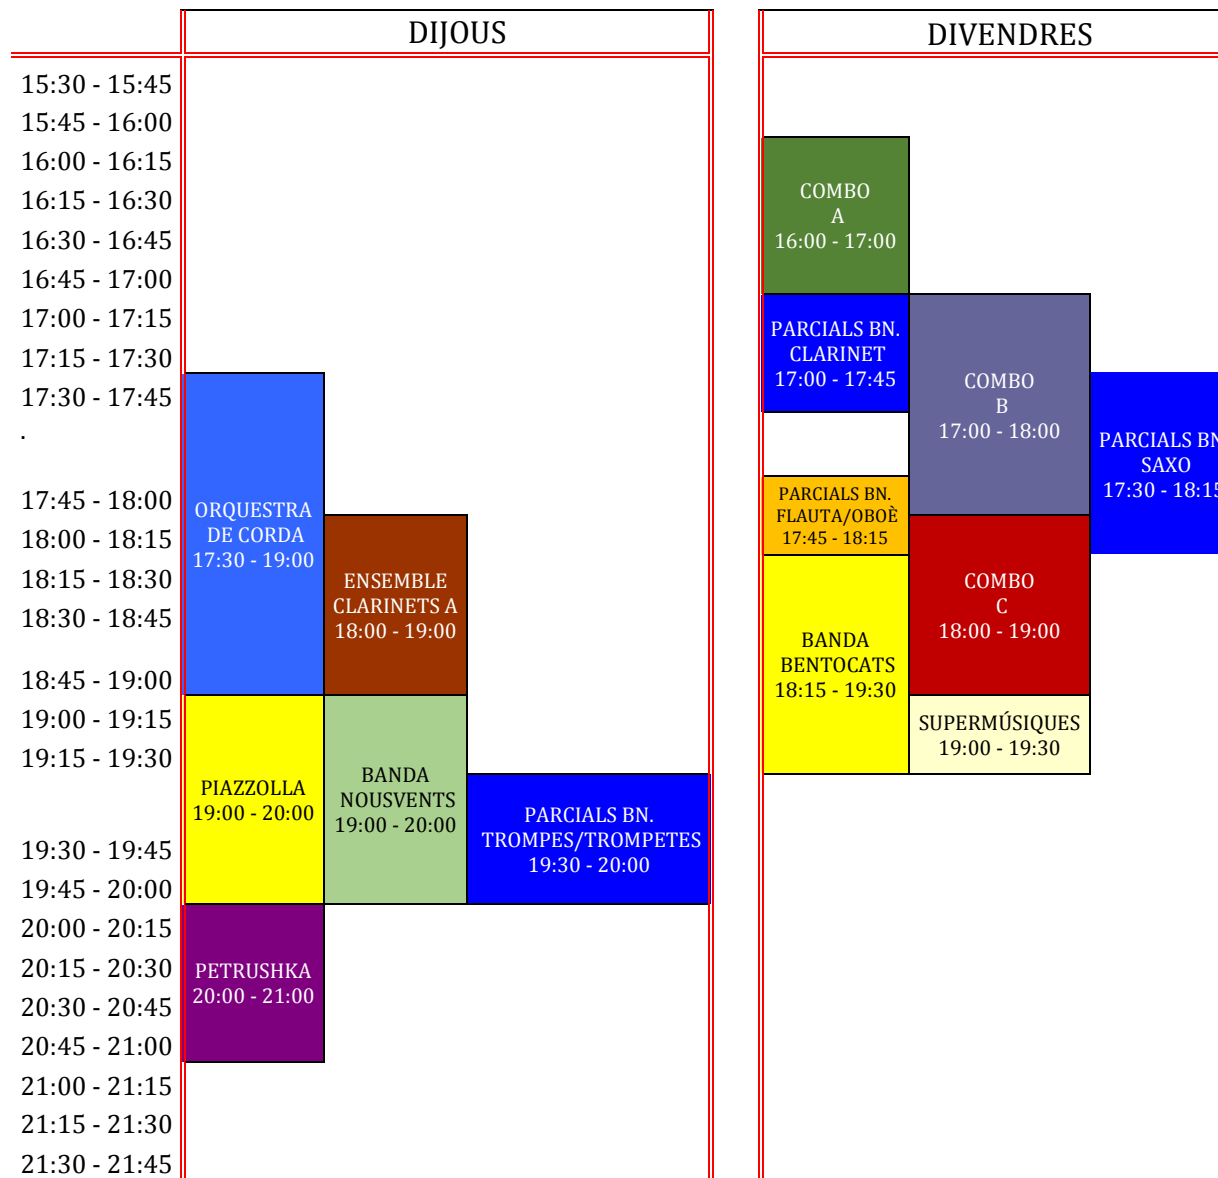 DIJOUS
DIVENDRES
15:30 - 15:45
15:45 - 16:00
16:00 - 16:15
16:15 - 16:30
16:30 - 16:45
16:45 - 17:00
17:00 - 17:15
17:15 - 17:30
17:30 - 17:45
.
17:45 - 18:00
18:00 - 18:15
18:15 - 18:30
18:30 - 18:45
18:45 - 19:00
19:00 - 19:15
19:15 - 19:30
19:30 - 19:45
19:45 - 20:00
20:00 - 20:15
20:15 - 20:30
20:30 - 20:45
20:45 - 21:00
21:00 - 21:15
21:15 - 21:30
21:30 - 21:45
ORQUESTRA
DE CORDA
17:30 - 19:00
ENSEMBLE
CLARINETS A
18:00 - 19:00
PIAZZOLLA
19:00 - 20:00
BANDA
NOUSVENTS
19:00 - 20:00
PARCIALS BN.
TROMPES/TROMPETES
19:30 - 20:00
PETRUSHKA
20:00 - 21:00
COMBO
A
16:00 - 17:00
PARCIALS BN.
CLARINET
17:00 - 17:45
COMBO
B
17:00 - 18:00
PARCIALS BN
SAXO
17:30 - 18:15
PARCIALS BN.
FLAUTA/OBOÈ
17:45 - 18:15
COMBO
C
18:00 - 19:00
BANDA
BENTOCATS
18:15 - 19:30
SUPERMÚSIQUES
19:00 - 19:30